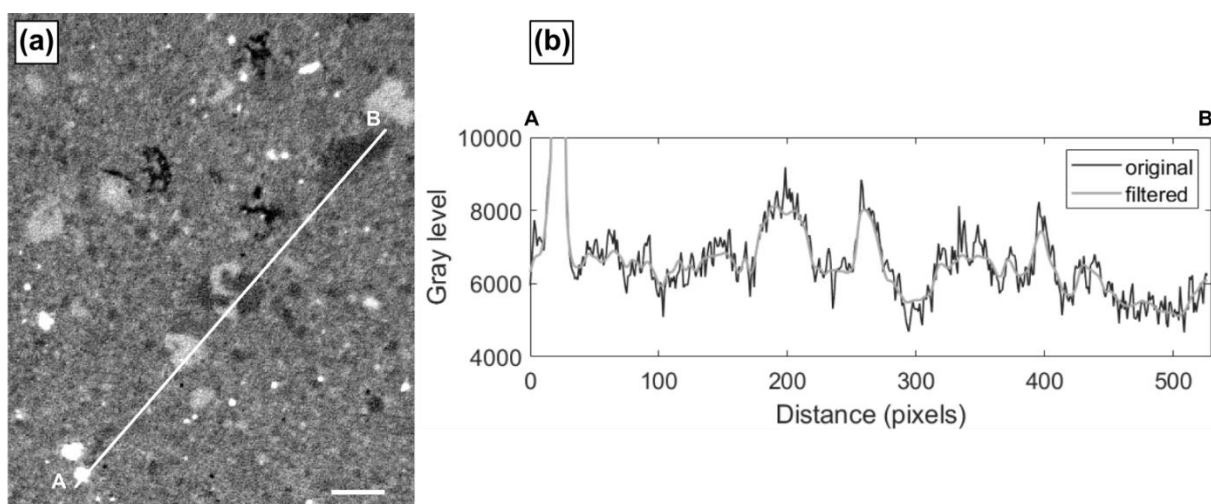 (a)
(b)
A
B
A
B
10000
8000
6000
4000
Gray level
original
filtered
0
100
200
300
400
500
Distance (pixels)